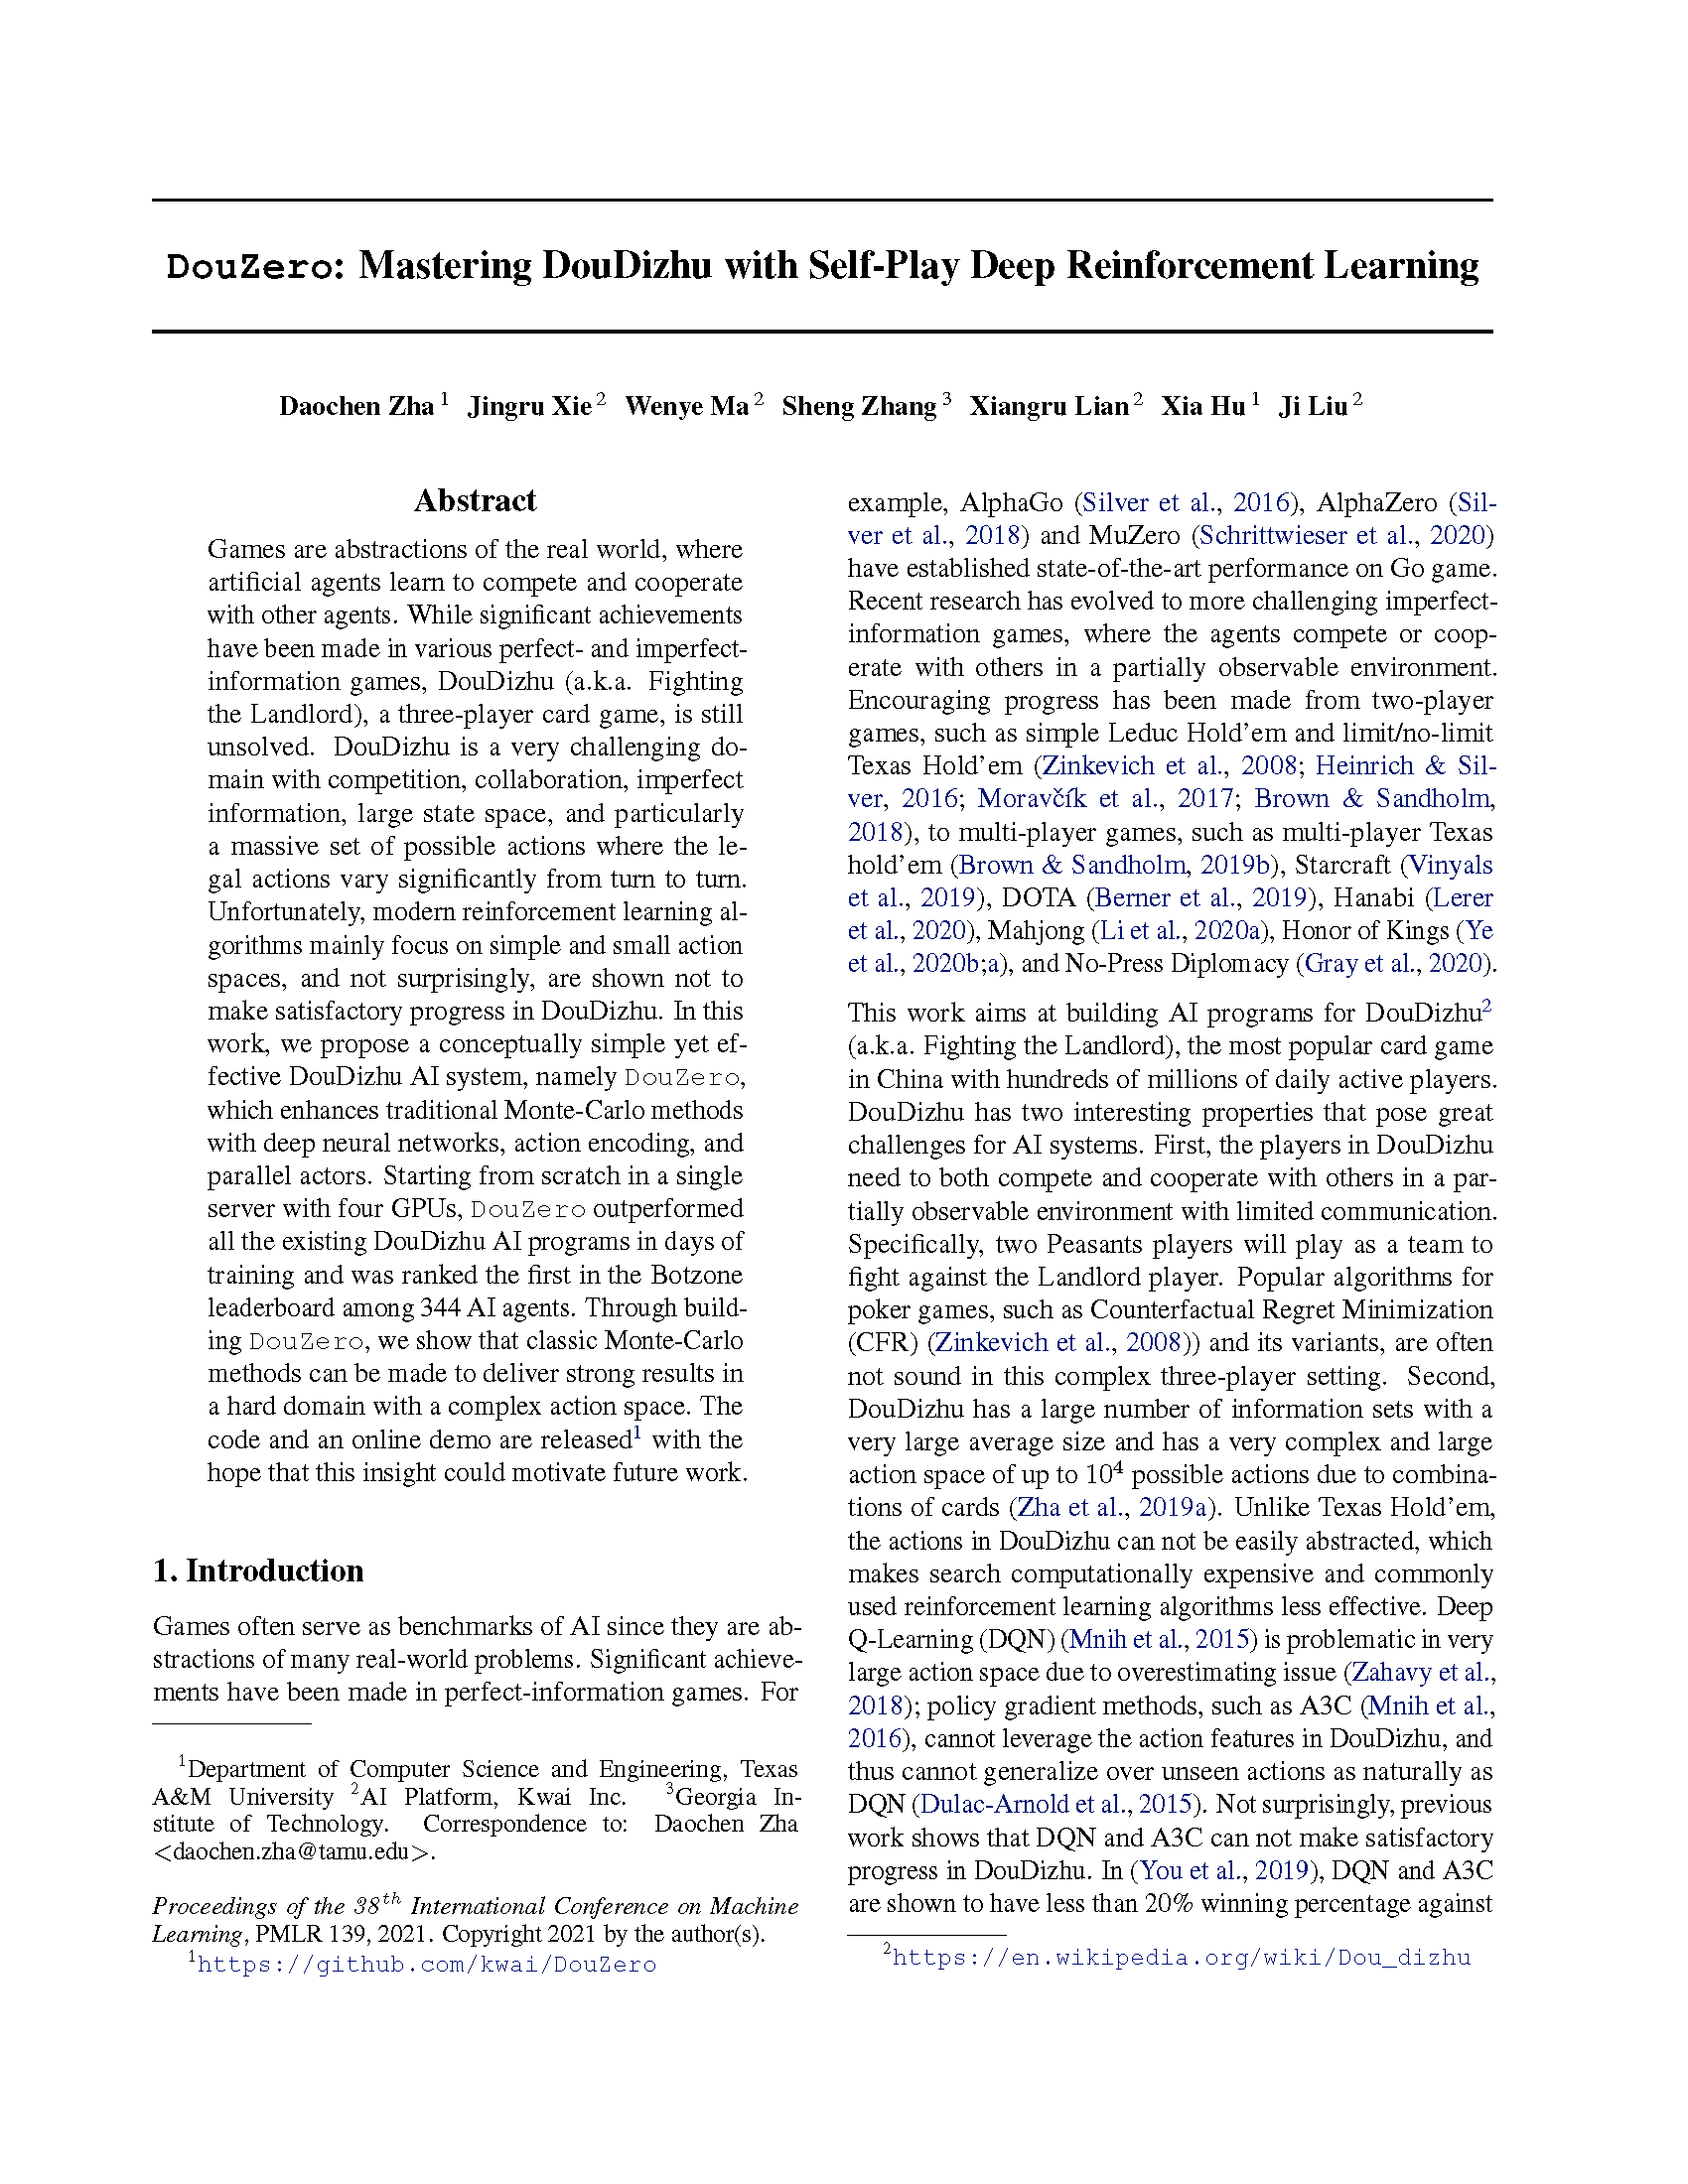 DouZero: Mastering DouDizhu with Self-Play Deep Reinforcement Learning
Daochen Zha 1 Jingru Xie 2 Wenye Ma 2 Sheng Zhang 3 Xiangru Lian 2 Xia Hu 1 Ji Liu 2
Abstract
Games are abstractions of the real world, where
artificial agents learn to compete and cooperate
with other agents. While significant achievements
have been made in various perfect- and imperfect-
information games, DouDizhu (a.k.a. Fighting
the Landlord), a three-player card game, is still
unsolved. DouDizhu is a very challenging do-
main with competition, collaboration, imperfect
information, large state space, and particularly
a massive set of possible actions where the le-
gal actions vary significantly from turn to turn.
Unfortunately, modern reinforcement learning al-
gorithms mainly focus on simple and small action
spaces, and not surprisingly, are shown not to
make satisfactory progress in DouDizhu. In this
work, we propose a conceptually simple yet ef-
fective DouDizhu AI system, namely DouZero,
which enhances traditional Monte-Carlo methods
with deep neural networks, action encoding, and
parallel actors. Starting from scratch in a single
server with four GPUs, DouZero outperformed
all the existing DouDizhu AI programs in days of
training and was ranked the first in the Botzone
leaderboard among 344 AI agents. Through build-
ing DouZero, we show that classic Monte-Carlo
methods can be made to deliver strong results in
a hard domain with a complex action space. The
code and an online demo are released1 with the
hope that this insight could motivate future work.
1. Introduction
Games often serve as benchmarks of AI since they are ab-
stractions of many real-world problems. Significant achieve-
ments have been made in perfect-information games. For
1Department of Computer Science and Engineering, Texas
A&M University 2AI Platform, Kwai Inc. 3Georgia In-
stitute of Technology. Correspondence to: Daochen Zha
<daochen.zha@tamu.edu>.
Proceedings of the 38th International Conference on Machine
Learning, PMLR 139, 2021. Copyright 2021 by the author(s).
1https://github.com/kwai/DouZero
example, AlphaGo (Silver et al., 2016), AlphaZero (Sil-
ver et al., 2018) and MuZero (Schrittwieser et al., 2020)
have established state-of-the-art performance on Go game.
Recent research has evolved to more challenging imperfect-
information games, where the agents compete or coop-
erate with others in a partially observable environment.
Encouraging progress has been made from two-player
games, such as simple Leduc Hold'em and limit/no-limit
Texas Hold'em (Zinkevich et al., 2008; Heinrich & Sil-
ver, 2016; Moravčík et al., 2017; Brown & Sandholm,
2018), to multi-player games, such as multi-player Texas
hold'em (Brown & Sandholm, 2019b), Starcraft (Vinyals
et al., 2019), DOTA (Berner et al., 2019), Hanabi (Lerer
et al., 2020), Mahjong (Li et al., 2020a), Honor of Kings (Ye
et al., 2020b;a), and No-Press Diplomacy (Gray et al., 2020).
This work aims at building AI programs for DouDizhu2
(a.k.a. Fighting the Landlord), the most popular card game
in China with hundreds of millions of daily active players.
DouDizhu has two interesting properties that pose great
challenges for AI systems. First, the players in DouDizhu
need to both compete and cooperate with others in a par-
tially observable environment with limited communication.
Specifically, two Peasants players will play as a team to
fight against the Landlord player. Popular algorithms for
poker games, such as Counterfactual Regret Minimization
(CFR) (Zinkevich et al., 2008)) and its variants, are often
not sound in this complex three-player setting. Second,
DouDizhu has a large number of information sets with a
very large average size and has a very complex and large
action space of up to 10^4 possible actions due to combina-
tions of cards (Zha et al., 2019a). Unlike Texas Hold'em,
the actions in DouDizhu can not be easily abstracted, which
makes search computationally expensive and commonly
used reinforcement learning algorithms less effective. Deep
Q-Learning (DQN) (Mnih et al., 2015) is problematic in very
large action space due to overestimating issue (Zahavy et al.,
2018); policy gradient methods, such as A3C (Mnih et al.,
2016), cannot leverage the action features in DouDizhu, and
thus cannot generalize over unseen actions as naturally as
DQN (Dulac-Arnold et al., 2015). Not surprisingly, previous
work shows that DQN and A3C can not make satisfactory
progress in DouDizhu. In (You et al., 2019), DQN and A3C
are shown to have less than 20% winning percentage against
2https://en.wikipedia.org/wiki/Dou_dizhu